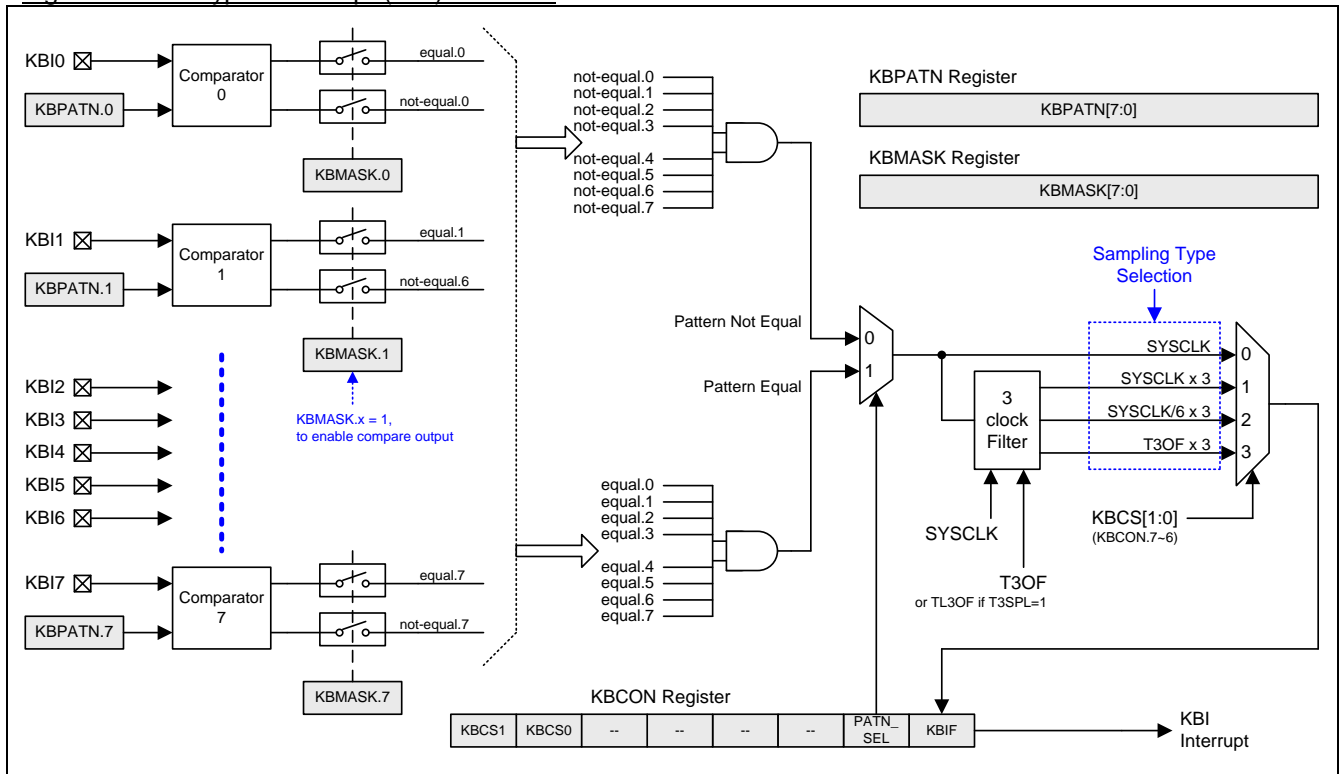 KBI0
Comparator
0
KBPATN.0
equal.0
not-equal.0
KBMASK.0
KBI1
Comparator
1
KBPATN.1
equal.1
not-equal.6
KBMASK.1
KBMASK.x = 1,
to enable compare output
KBI2
KBI3
KBI4
KBI5
KBI6
KBI7
Comparator
7
KBPATN.7
equal.7
not-equal.7
KBMASK.7
not-equal.0
not-equal.1
not-equal.2
not-equal.3
not-equal.4
not-equal.5
not-equal.6
not-equal.7
equal.0
equal.1
equal.2
equal.3
equal.4
equal.5
equal.6
equal.7
Pattern Not Equal
Pattern Equal
0
1
KBPATN Register
KBPATN[7:0]
KBMASK Register
KBMASK[7:0]
Sampling Type
Selection
3
clock
Filter
SYSCLK
SYSCLK x 3
SYSCLK/6 x 3
T3OF x 3
0
1
2
3
SYSCLK
T3OF
or TL3OF if T3SPL=1
KBCS[1:0]
(KBCON.7~6)
KBCON Register
KBCS1 KBCS0 -- -- -- -- PATN_
SEL KBIF
KBI
Interrupt